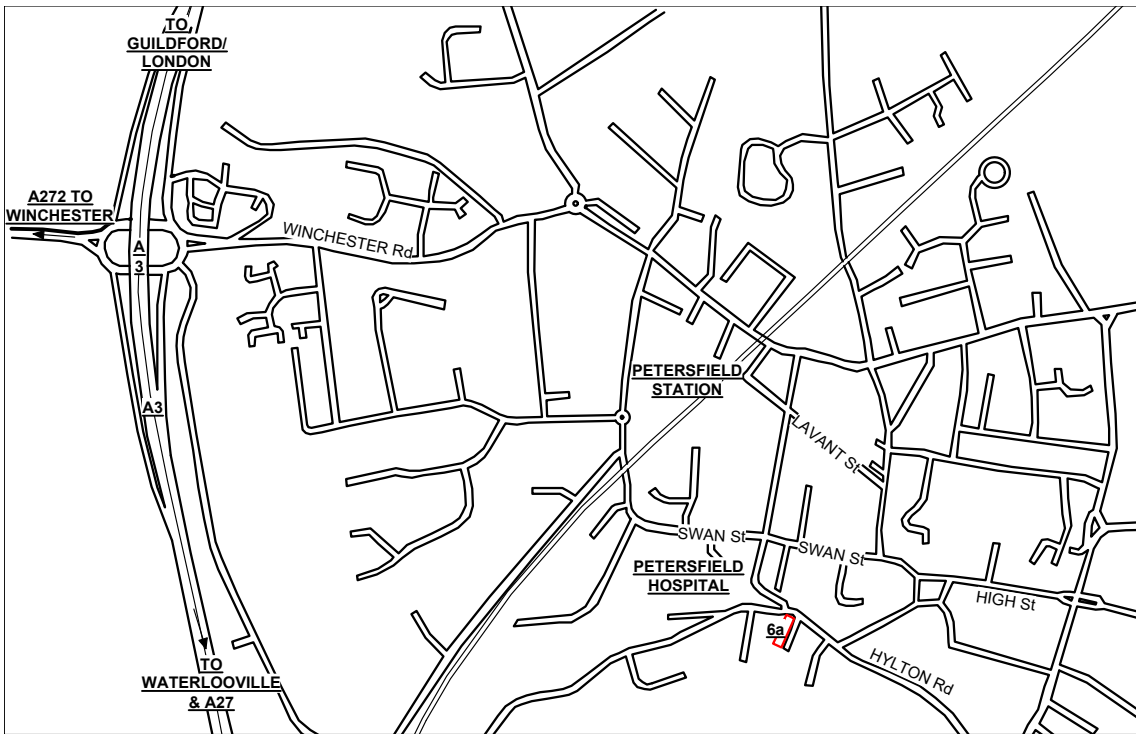 TO
GUILDFORD/
LONDON
A272 TO
WINCHESTER
A
3
WINCHESTER Rd
A3
PETERSFIELD
STATION
LAVANT St
SWAN St
SWAN St
PETERSFIELD
HOSPITAL
HIGH St
6a
HYLTON Rd
TO
WATERLOOVILLE
& A27